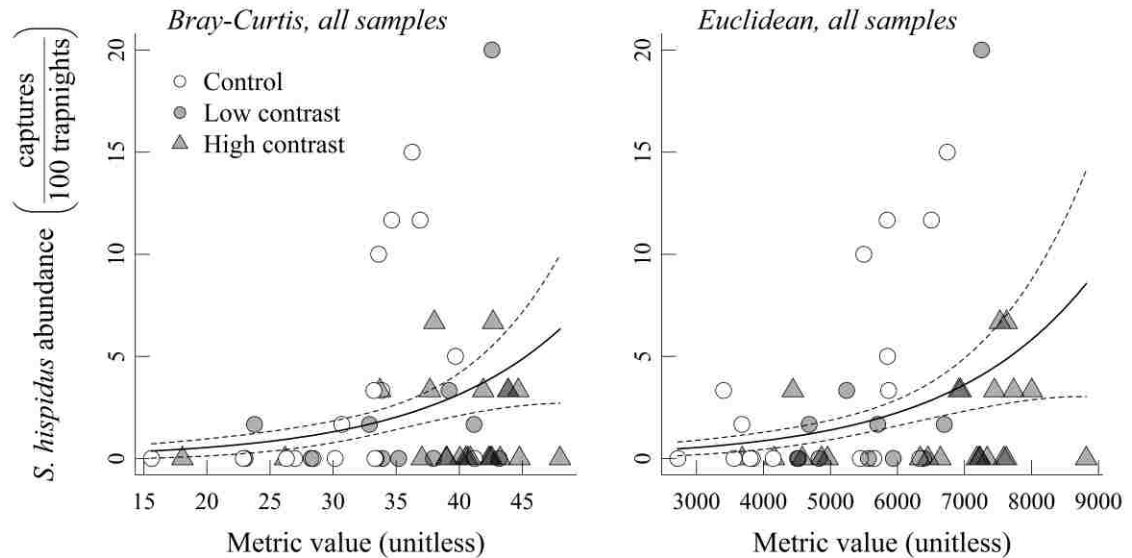 Bray-Curtis, all samples
Control
Low contrast
High contrast
20
15
10
5
0
15 20 25 30 35 40 45
Metric value (unitless)
S. hispidus abundance (captures
100 trapnights)
Euclidean, all samples
20
15
10
5
0
3000 4000 5000 6000 7000 8000 9000
Metric value (unitless)